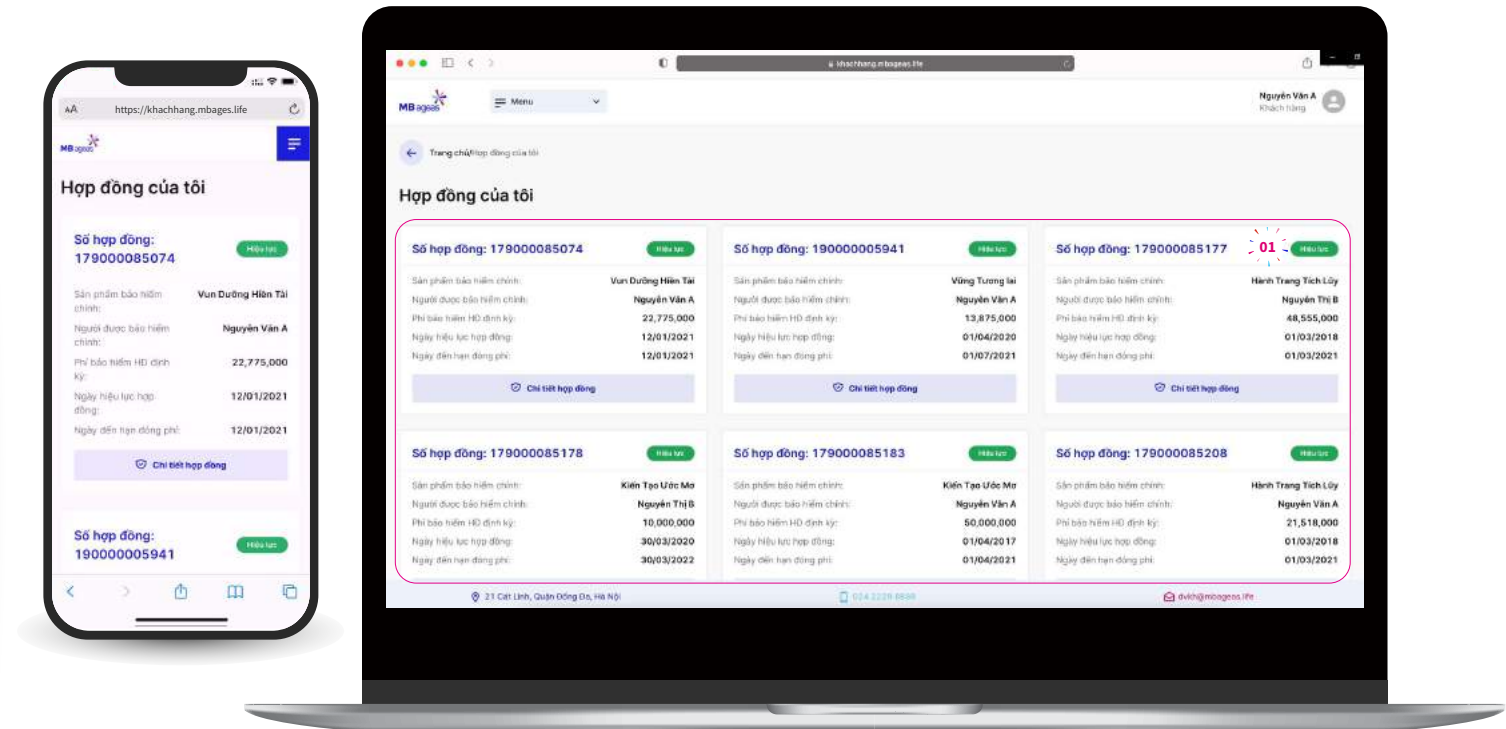 AA https://khachhang.mbages.life
MB ageas
Hợp đồng của tôi
Số hợp đồng:
179000085074
Hiệu lực
Sản phẩm bảo hiểm
chính:
Vun Dưỡng Hiền Tài
Người được bảo hiểm
chính:
Nguyễn Văn A
Phí bảo hiểm HĐ định
kỳ:
22,775,000
Ngày hiệu lực hợp
đồng:
12/01/2021
Ngày đến hạn đóng phí: 12/01/2021
Chi tiết hợp đồng
Số hợp đồng:
190000005941
Hiệu lực
khachhang.mbageas.life
MB ageas
Menu
Nguyễn Văn A
Khách hàng
Trang chủ/Hợp đồng của tôi
Hợp đồng của tôi
Số hợp đồng: 179000085074 Hiệu lực
Sản phẩm bảo hiểm chính: Vun Dưỡng Hiền Tài
Người được bảo hiểm chính: Nguyễn Văn A
Phí bảo hiểm HĐ định kỳ: 22,775,000
Ngày hiệu lực hợp đồng: 12/01/2021
Ngày đến hạn đóng phí: 12/01/2021
Chi tiết hợp đồng
Số hợp đồng: 190000005941 Hiệu lực
Sản phẩm bảo hiểm chính: Vững Tương lai
Người được bảo hiểm chính: Nguyễn Văn A
Phí bảo hiểm HĐ định kỳ: 13,875,000
Ngày hiệu lực hợp đồng: 01/04/2020
Ngày đến hạn đóng phí: 01/07/2021
Chi tiết hợp đồng
Số hợp đồng: 179000085177 01 Hiệu lực
Sản phẩm bảo hiểm chính: Hành Trang Tích Lũy
Người được bảo hiểm chính: Nguyễn Thị B
Phí bảo hiểm HĐ định kỳ: 48,555,000
Ngày hiệu lực hợp đồng: 01/03/2018
Ngày đến hạn đóng phí: 01/03/2021
Chi tiết hợp đồng
Số hợp đồng: 179000085178 Hiệu lực
Sản phẩm bảo hiểm chính: Kiến Tạo Ước Mơ
Người được bảo hiểm chính: Nguyễn Thị B
Phí bảo hiểm HĐ định kỳ: 10,000,000
Ngày hiệu lực hợp đồng: 30/03/2020
Ngày đến hạn đóng phí: 30/03/2022
Số hợp đồng: 179000085183 Hiệu lực
Sản phẩm bảo hiểm chính: Kiến Tạo Ước Mơ
Người được bảo hiểm chính: Nguyễn Văn A
Phí bảo hiểm HĐ định kỳ: 50,000,000
Ngày hiệu lực hợp đồng: 01/04/2017
Ngày đến hạn đóng phí: 01/04/2021
Số hợp đồng: 179000085208 Hiệu lực
Sản phẩm bảo hiểm chính: Hành Trang Tích Lũy
Người được bảo hiểm chính: Nguyễn Văn A
Phí bảo hiểm HĐ định kỳ: 21,518,000
Ngày hiệu lực hợp đồng: 01/03/2018
Ngày đến hạn đóng phí: 01/03/2021
21 Cát Linh, Quận Đống Đa, Hà Nội
024 2229 8888
dvkh@mbageas.life